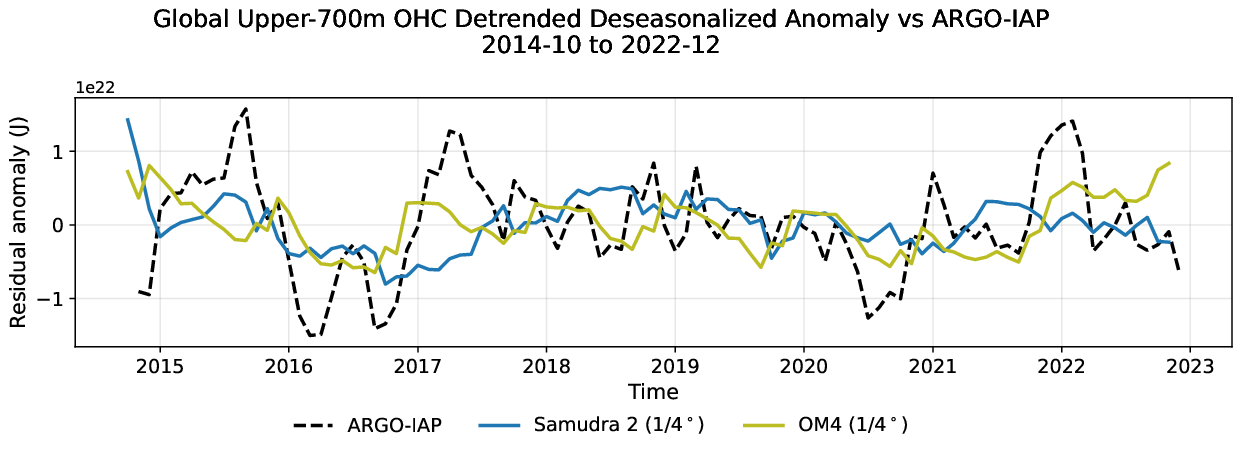 Global Upper-700m OHC Detrended Deseasonalized Anomaly vs ARGO-IAP
2014-10 to 2022-12
1e22
Residual anomaly (J)
1
0
−1
2015 2016 2017 2018 2019 2020 2021 2022 2023
Time
ARGO-IAP Samudra 2 (1/4°) OM4 (1/4°)